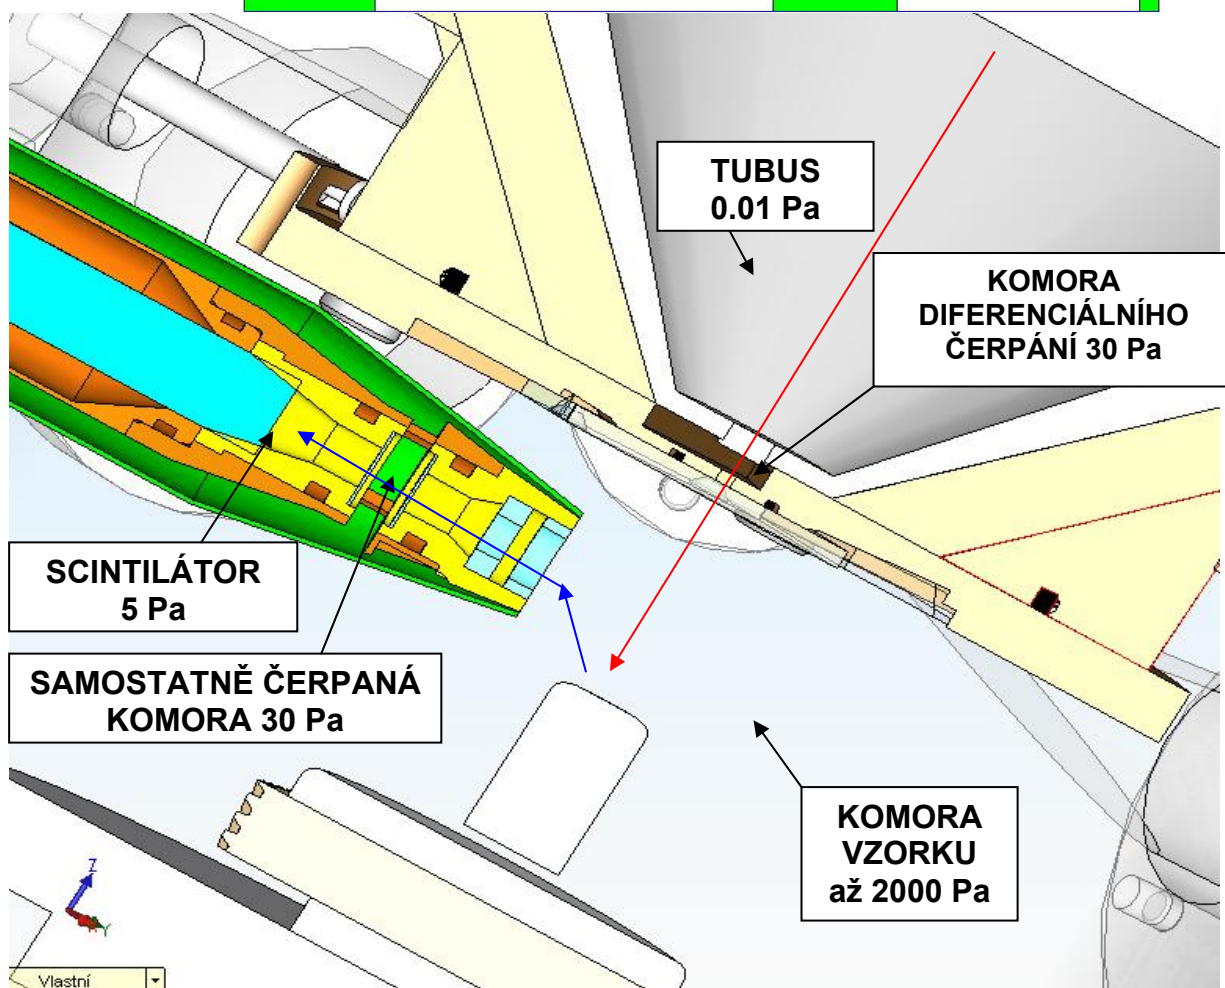 TUBUS
0.01 Pa
KOMORA
DIFERENCIÁLNÍHO
ČERPÁNÍ 30 Pa
SCINTILÁTOR
5 Pa
SAMOSTATNĚ ČERPANÁ
KOMORA 30 Pa
KOMORA
VZORKU
až 2000 Pa
Z
Y
Vlastní